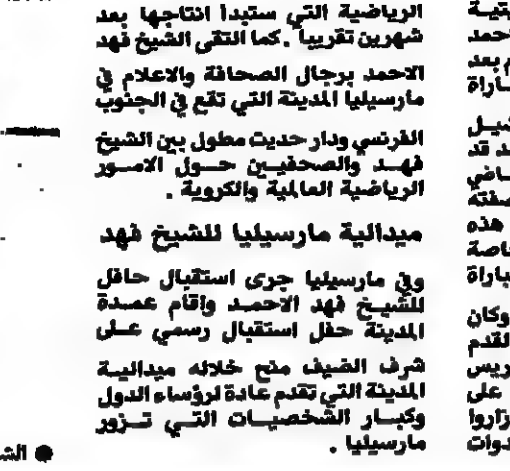 الرياضية التي ستبدأ انتاجها بعد
شهرين تقريبا . كما التقى الشيخ فهد
الاحمد برجال الصحافة والاعلام في
مارسيليا المدينة التي تقع في الجنوب
الفرنسي ودار حديث مطول بين الشيخ
فهد والصحفيين حول الامور
الرياضية العالمية والكروية .
ميدالية مارسيليا للشيخ فهد
وفي مارسيليا جرى استقبال حافل
للشيخ فهد الاحمد واقام عمدة
المدينة حفل استقبال رسمي على
شرف الضيف منح خلاله ميدالية
المدينة التي تقدم عادة لرؤساء الدول
وكبار الشخصيات التي تزور
مارسيليا .